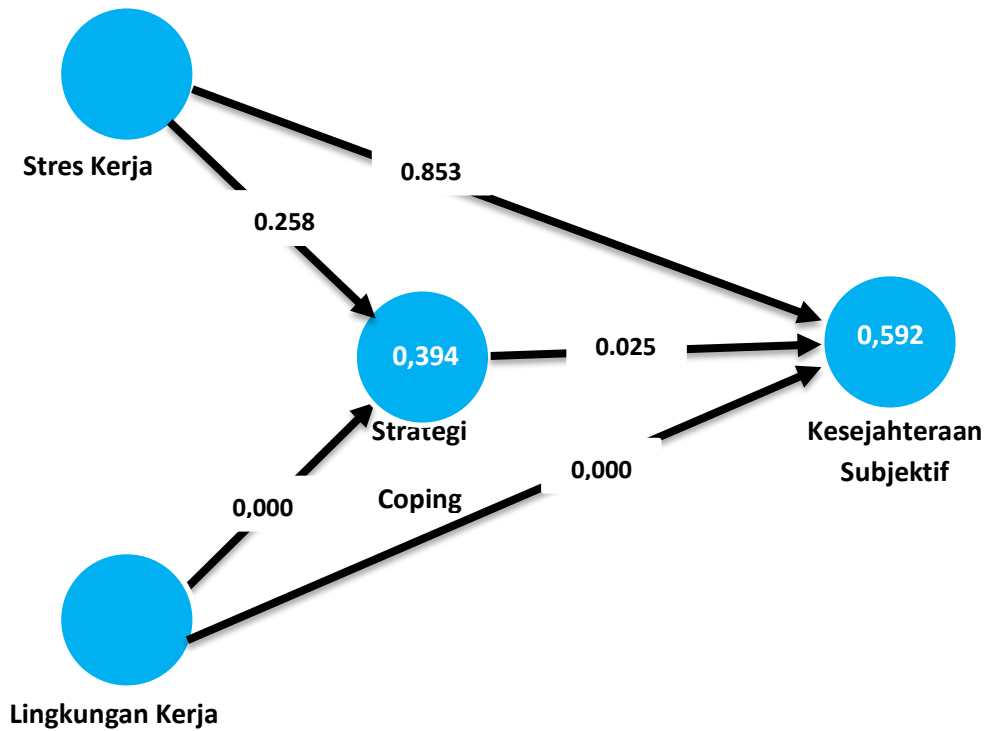 Stres Kerja
0.853
0.258
0,394
0.025
0,592
Strategi
Coping
Kesejahteraan
Subjektif
0,000
0,000
Lingkungan Kerja